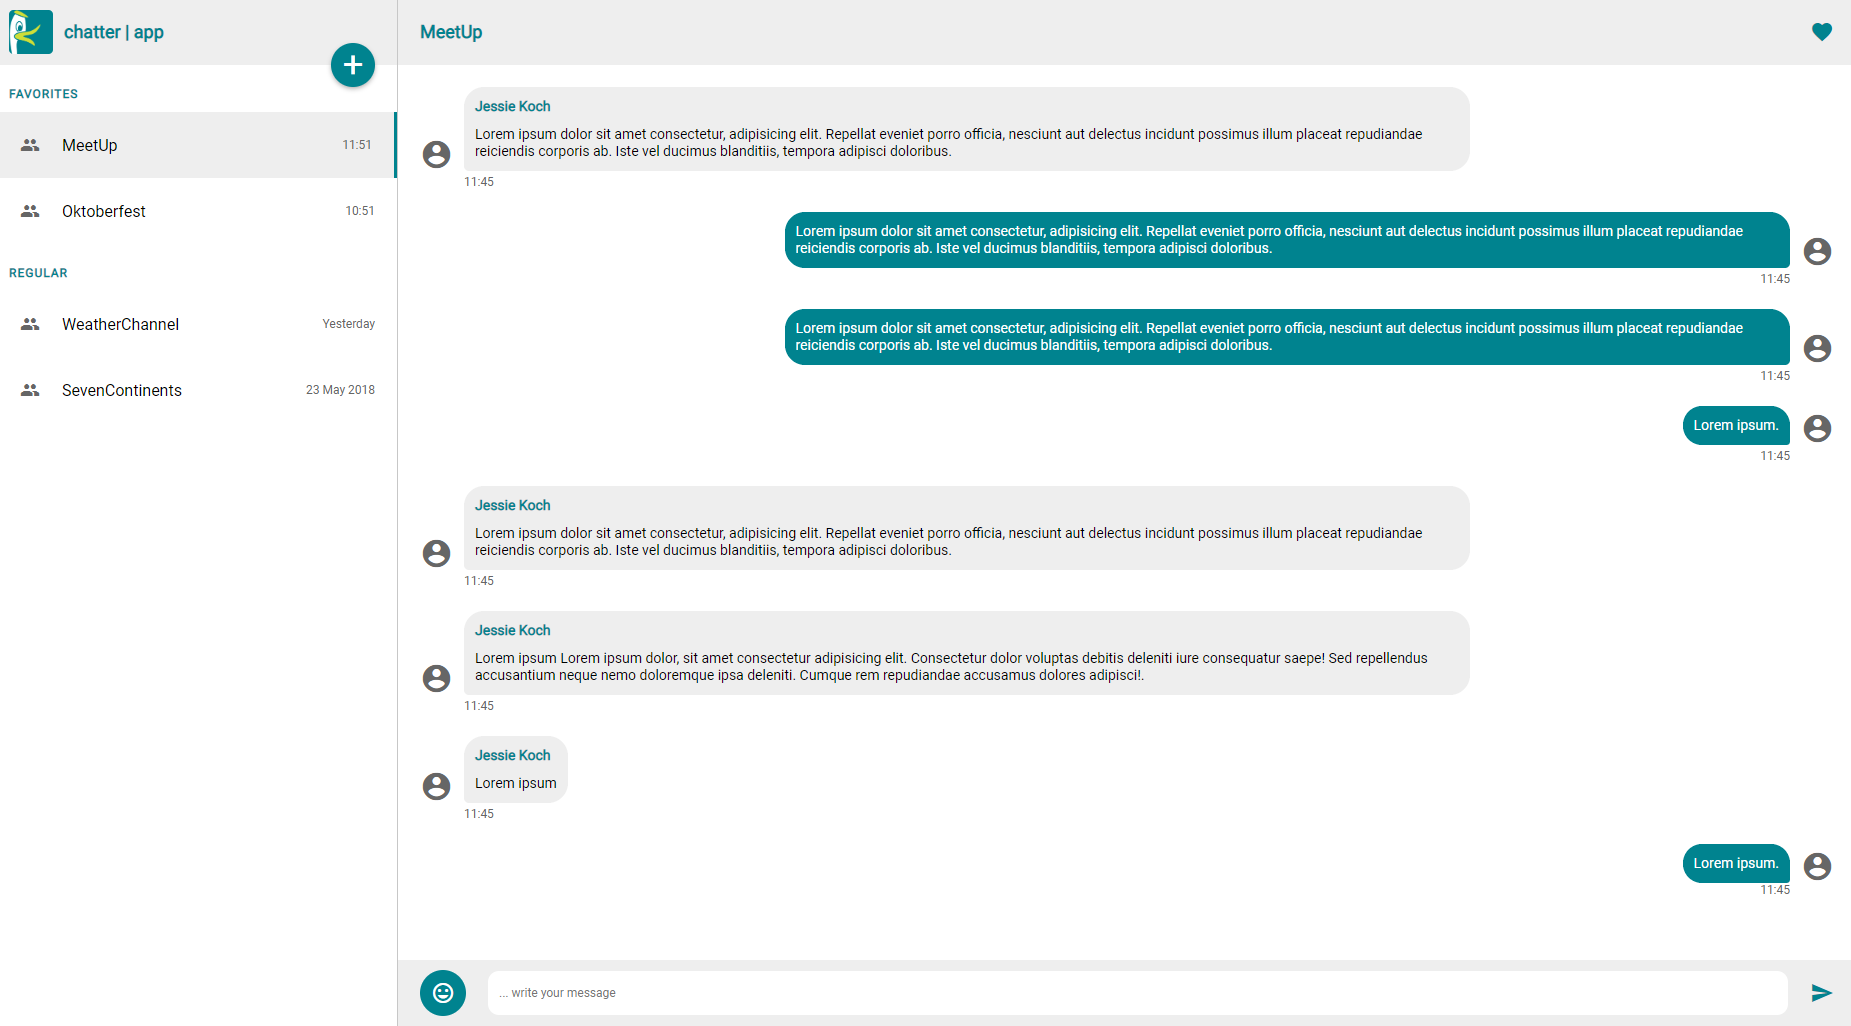 chatter | app
FAVORITES
MeetUp 11:51
Oktoberfest 10:51
REGULAR
WeatherChannel Yesterday
SevenContinents 23 May 2018
MeetUp
Jessie Koch
Lorem ipsum dolor sit amet consectetur, adipisicing elit. Repellat eveniet porro officia, nesciunt aut delectus incidunt possimus illum placeat repudiandae
reiciendis corporis ab. Iste vel ducimus blanditiis, tempora adipisci doloribus.
11:45
Lorem ipsum dolor sit amet consectetur, adipisicing elit. Repellat eveniet porro officia, nesciunt aut delectus incidunt possimus illum placeat repudiandae
reiciendis corporis ab. Iste vel ducimus blanditiis, tempora adipisci doloribus.
11:45
Lorem ipsum dolor sit amet consectetur, adipisicing elit. Repellat eveniet porro officia, nesciunt aut delectus incidunt possimus illum placeat repudiandae
reiciendis corporis ab. Iste vel ducimus blanditiis, tempora adipisci doloribus.
11:45
Lorem ipsum.
11:45
Jessie Koch
Lorem ipsum dolor sit amet consectetur, adipisicing elit. Repellat eveniet porro officia, nesciunt aut delectus incidunt possimus illum placeat repudiandae
reiciendis corporis ab. Iste vel ducimus blanditiis, tempora adipisci doloribus.
11:45
Jessie Koch
Lorem ipsum Lorem ipsum dolor, sit amet consectetur adipisicing elit. Consectetur dolor voluptas debitis deleniti iure consequatur saepe! Sed repellendus
accusantium neque nemo doloremque ipsa deleniti. Cumque rem repudiandae accusamus dolores adipisci!.
11:45
Jessie Koch
Lorem ipsum
11:45
Lorem ipsum.
11:45
... write your message